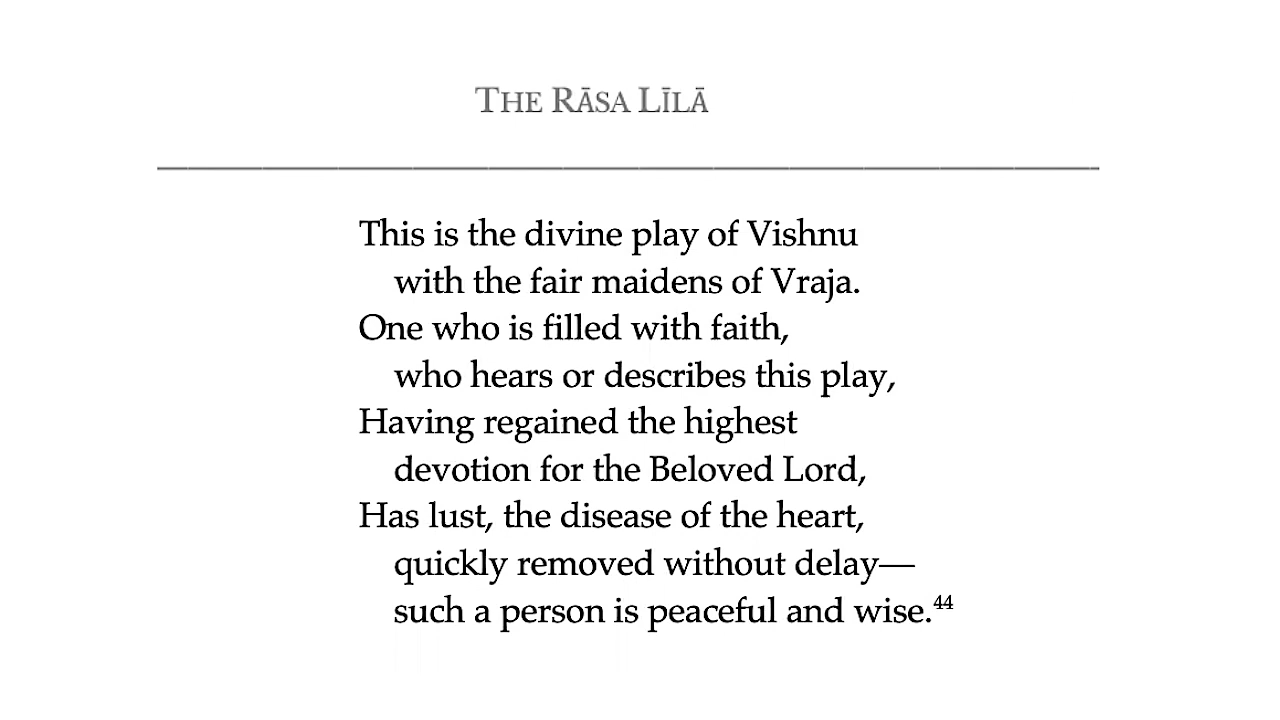 THE RĀSA LĪLĀ
This is the divine play of Vishnu
with the fair maidens of Vraja.
One who is filled with faith,
who hears or describes this play,
Having regained the highest
devotion for the Beloved Lord,
Has lust, the disease of the heart,
quickly removed without delay—
such a person is peaceful and wise.44